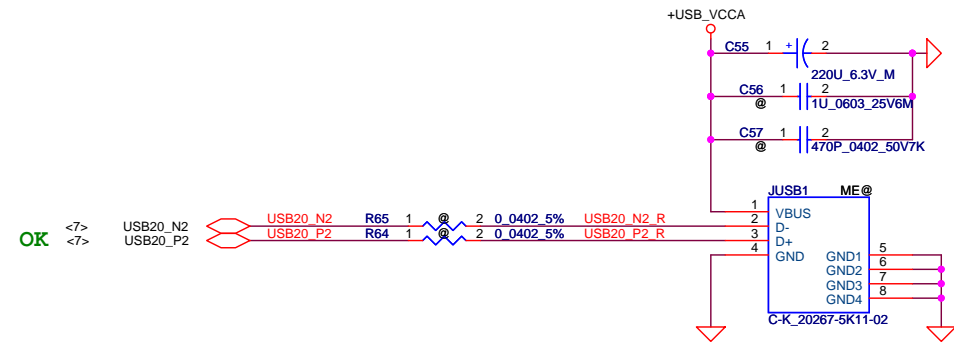 +USB_VCCA
C55 1 + 2
220U_6.3V_M
C56 1 2
@ 1U_0603_25V6M
C57 1 2
@ 470P_0402_50V7K
JUSB1 ME@
1 VBUS
<7> USB20_N2 USB20_N2 R65 1 @ 2 0_0402_5% USB20_N2_R 2 D-
OK <7> USB20_P2 USB20_P2 R64 1 @ 2 0_0402_5% USB20_P2_R 3 D+
4 GND
GND1 5
GND2 6
GND3 7
GND4 8
C-K_20267-5K11-02